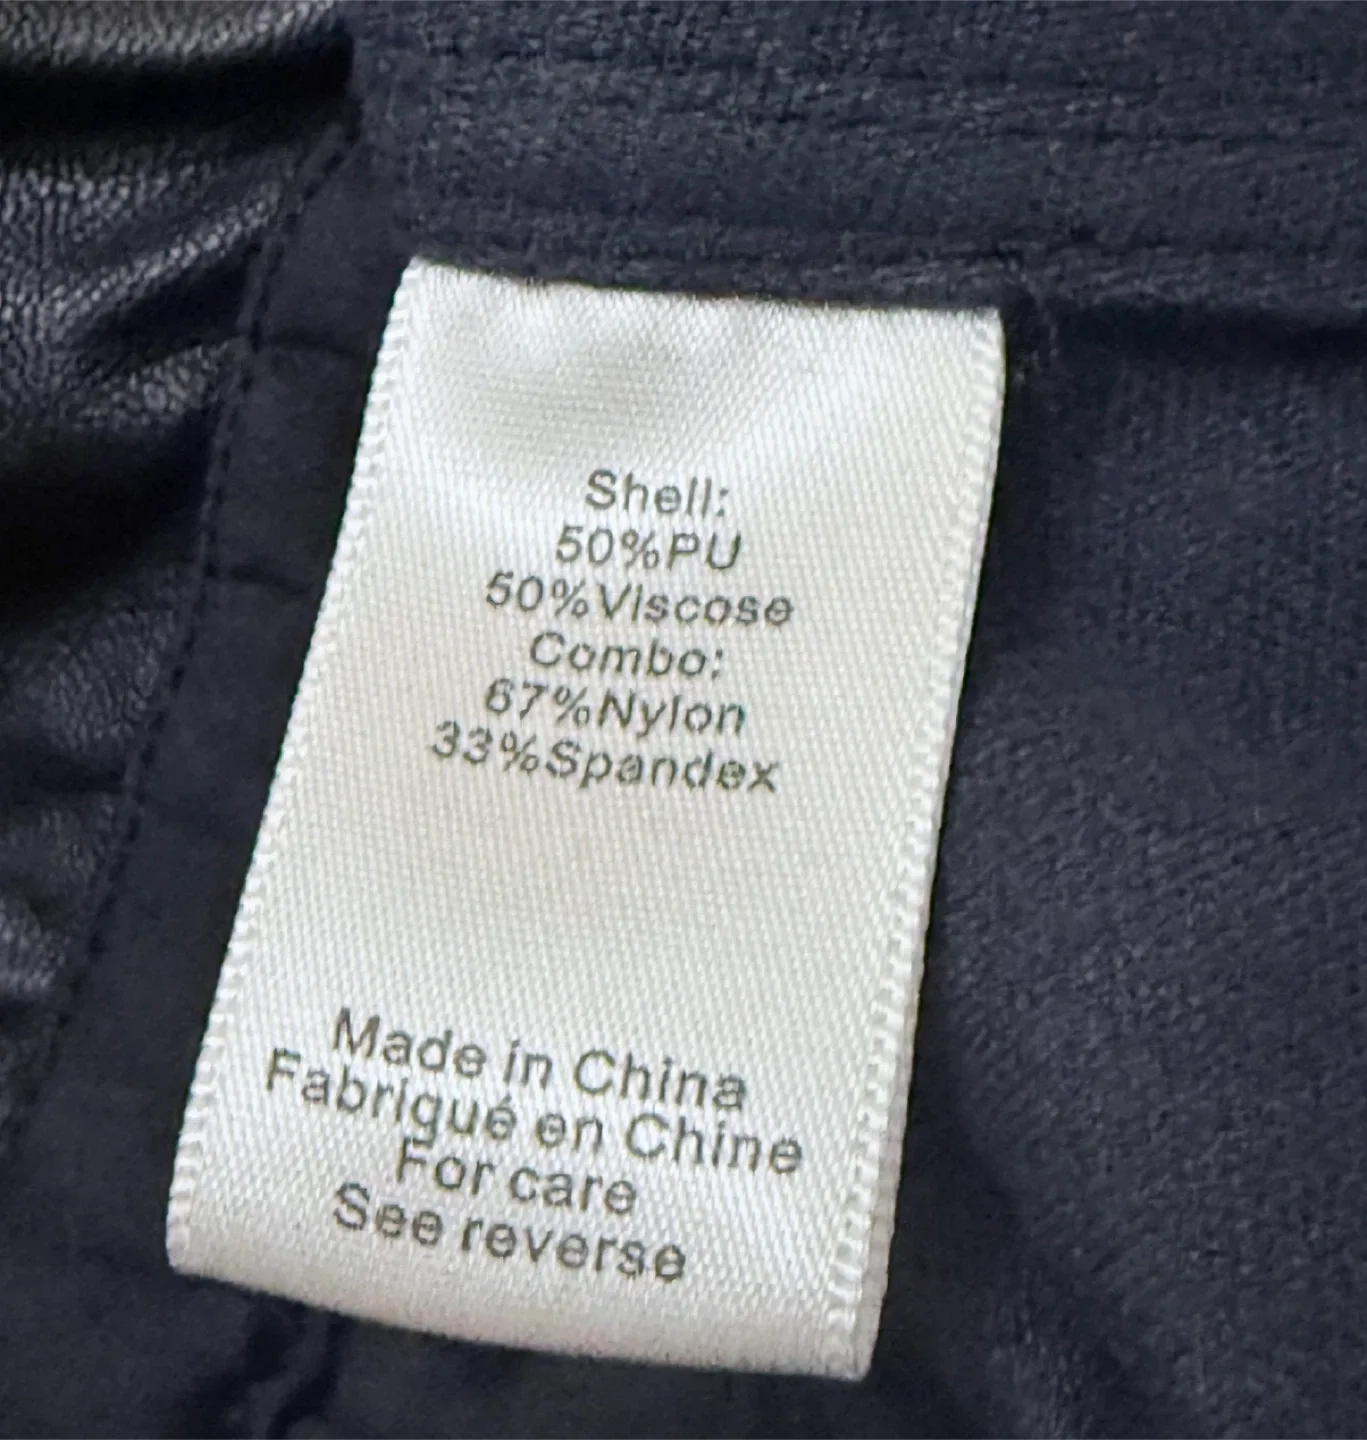 Shell:
50%PU
50%Viscose
Combo:
67%Nylon
33%Spandex
Made in China
Fabrigué en Chine
For care
See reverse